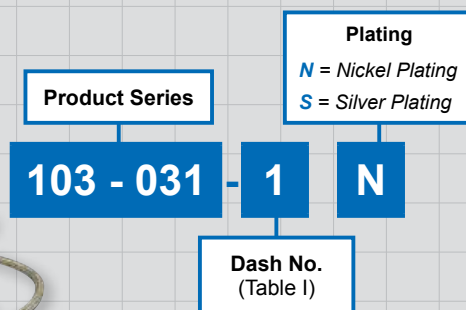 Plating
N = Nickel Plating
S = Silver Plating
Product Series
103 - 031 - 1 N
Dash No.
(Table I)